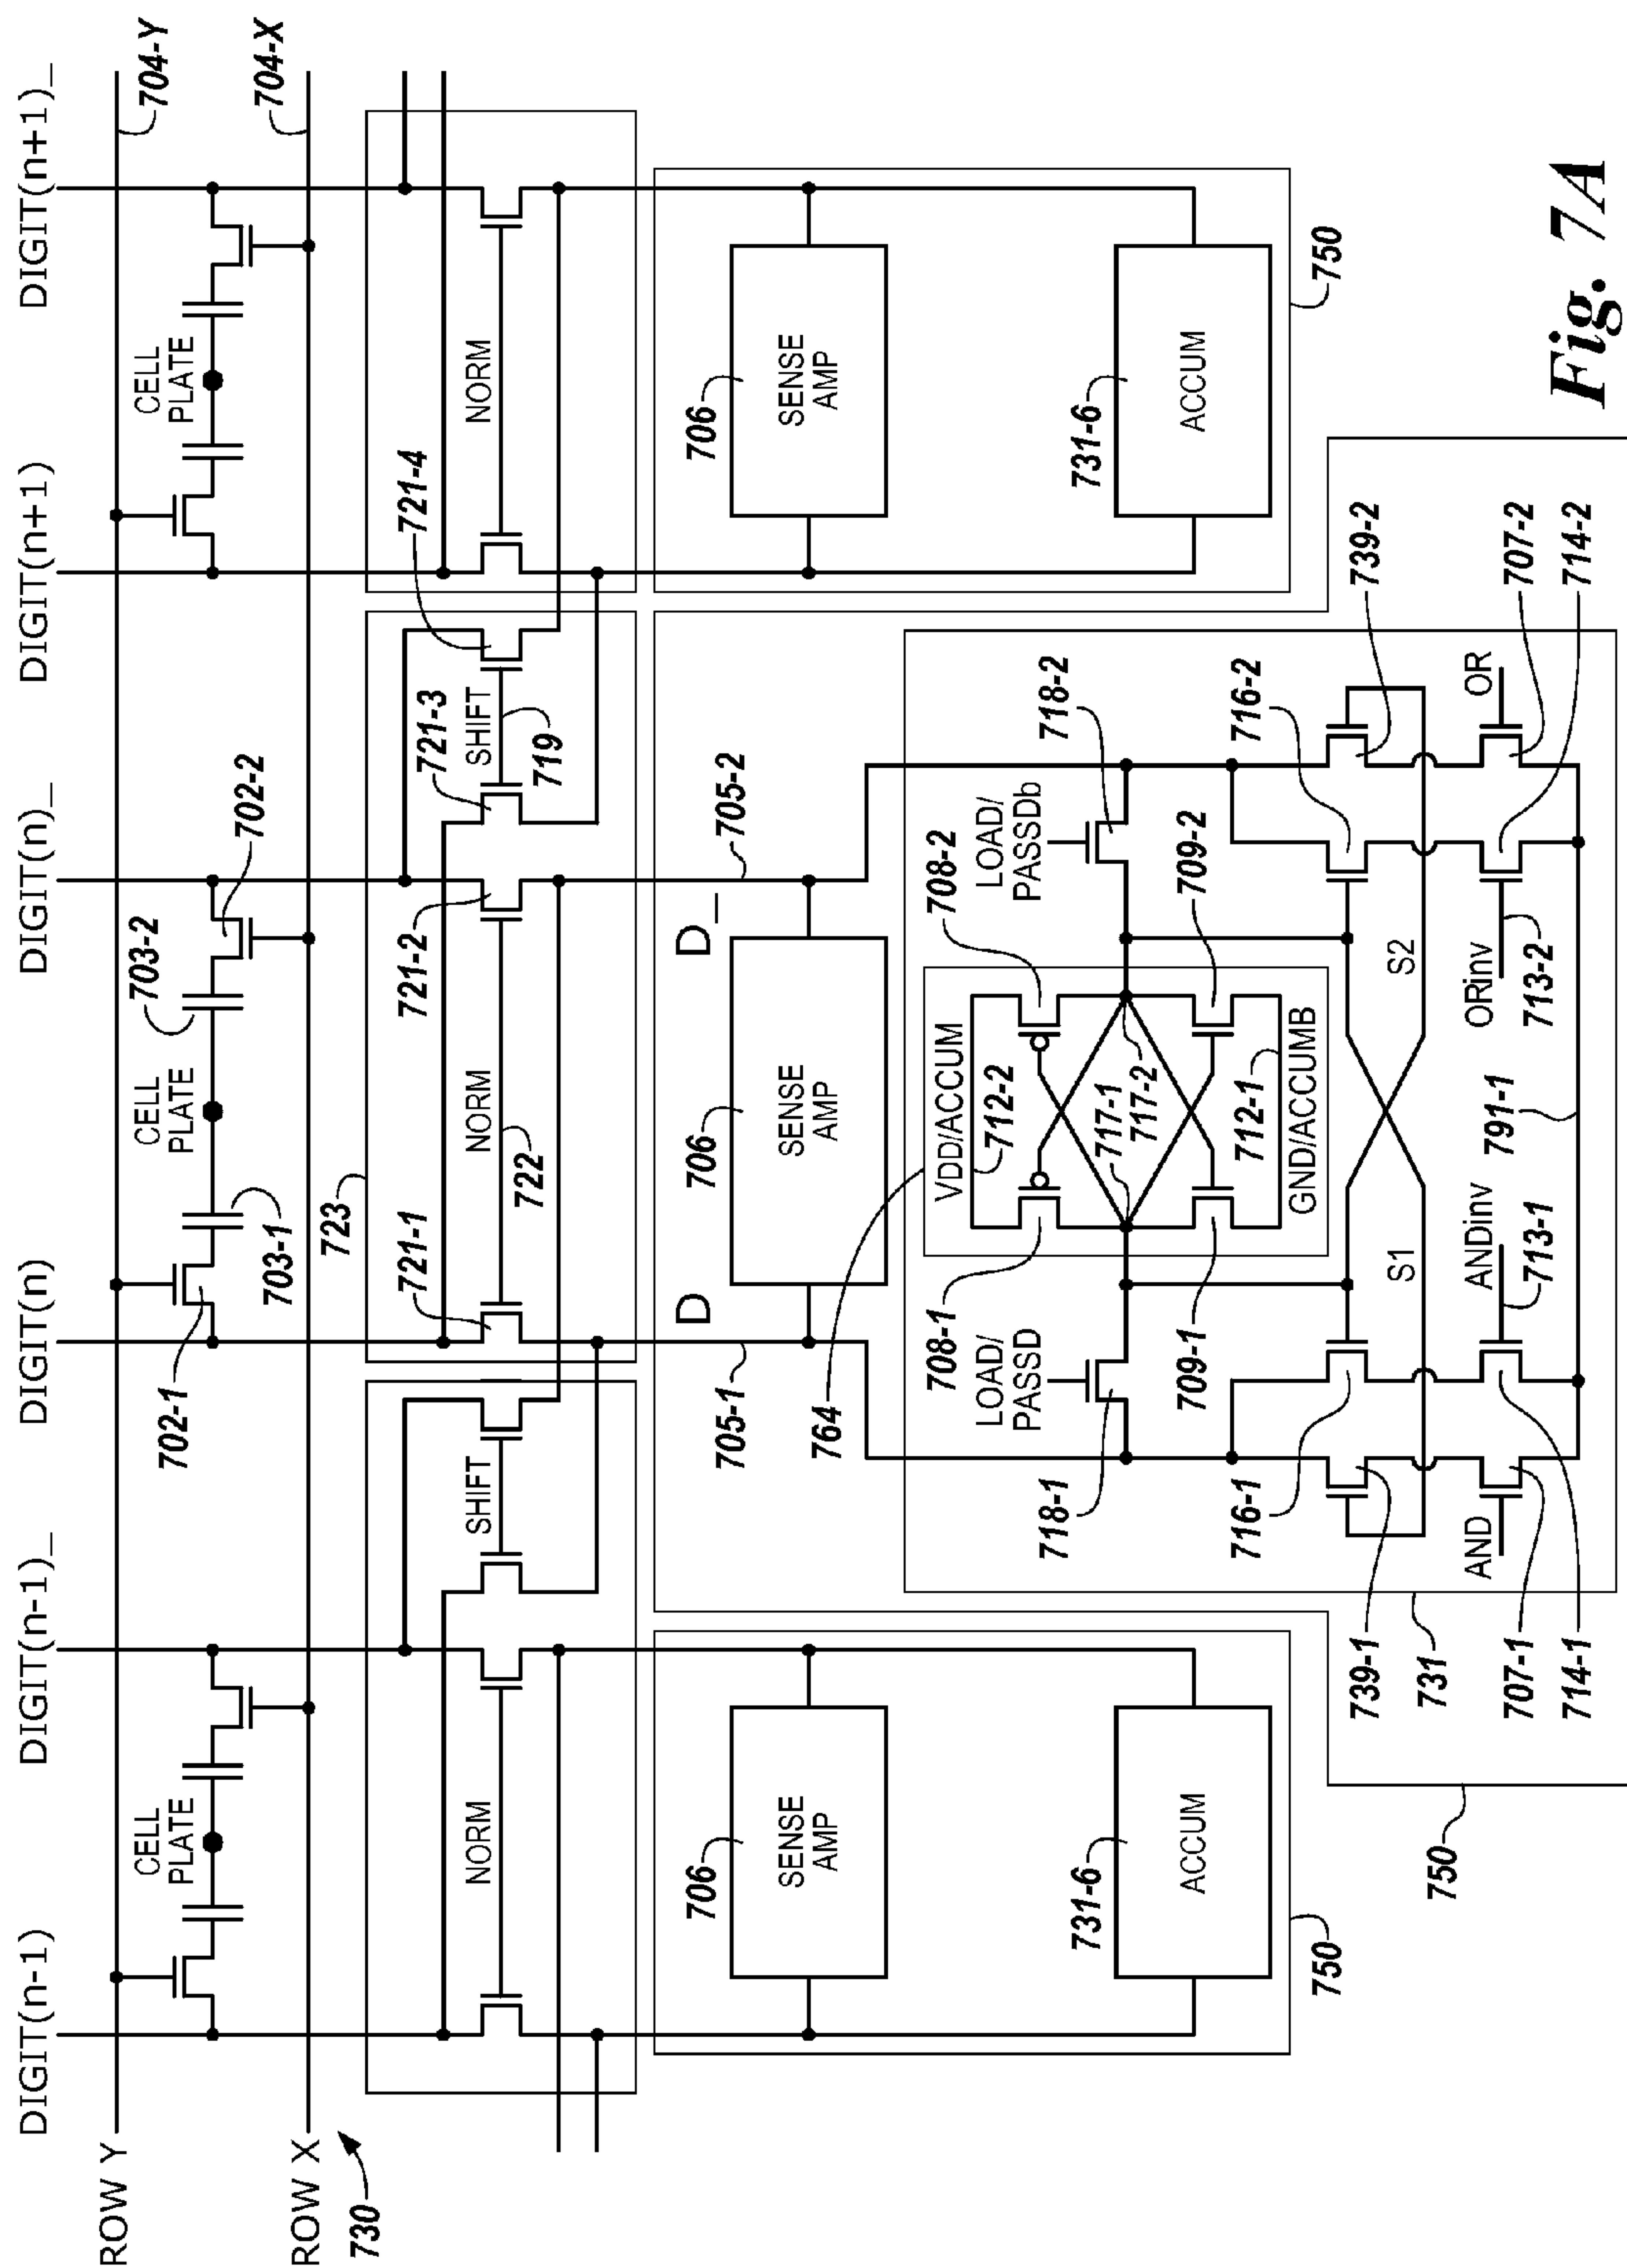 DIGIT(n-1)
DIGIT(n-1)_
DIGIT(n)
DIGIT(n)_
DIGIT(n+1)
DIGIT(n+1)_
ROW Y
704-Y
CELL
PLATE
702-1
703-1
CELL
PLATE
703-2
702-2
CELL
PLATE
ROW X
704-X
730
723
NORM
SHIFT
721-1
NORM
722
721-2
721-3
SHIFT
719
721-4
NORM
706
SENSE
AMP
705-1
D
706
SENSE
AMP
D_
705-2
706
SENSE
AMP
764
VDD/ACCUM
712-2
708-1
708-2
LOAD/
PASSD
LOAD/
PASSDb
718-1
718-2
717-1
717-2
731-6
ACCUM
731-6
ACCUM
709-1
709-2
712-1
GND/ACCUMB
716-1
716-2
750
750
739-1
739-2
S1
S2
731
750
AND
ANDinv
ORinv
OR
707-1
713-1
713-2
707-2
714-1
791-1
714-2
Fig. 7A